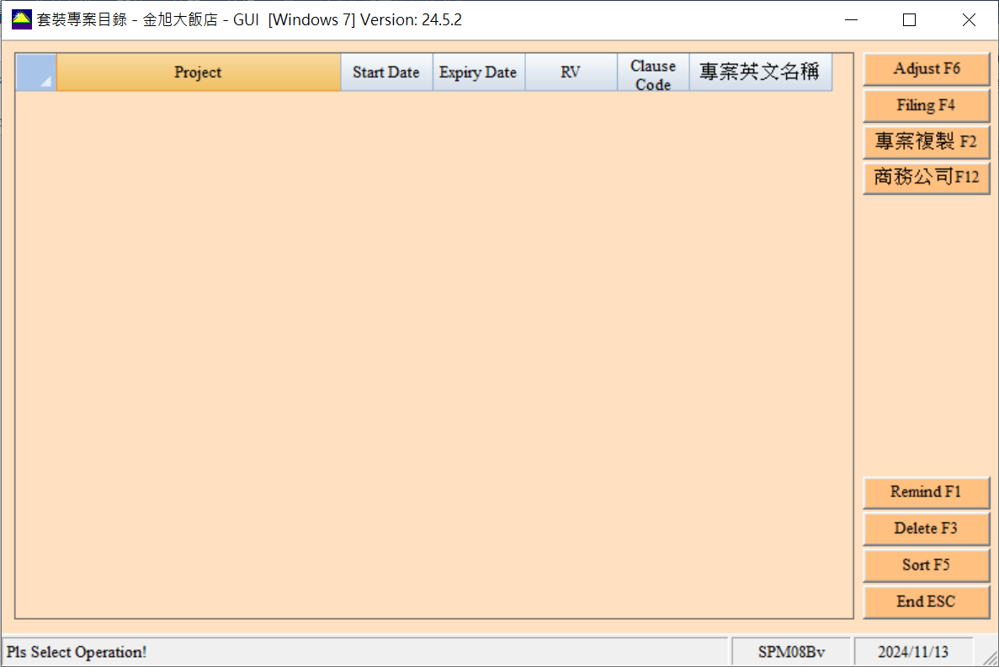 套裝專案目錄 - 金旭大飯店 - GUI  [Windows 7] Version: 24.5.2
Project Start Date Expiry Date RV Clause Code 專案英文名稱
Adjust F6
Filing F4
專案複製 F2
商務公司F12
Remind F1
Delete F3
Sort F5
End ESC
Pls Select Operation! SPM08Bv 2024/11/13